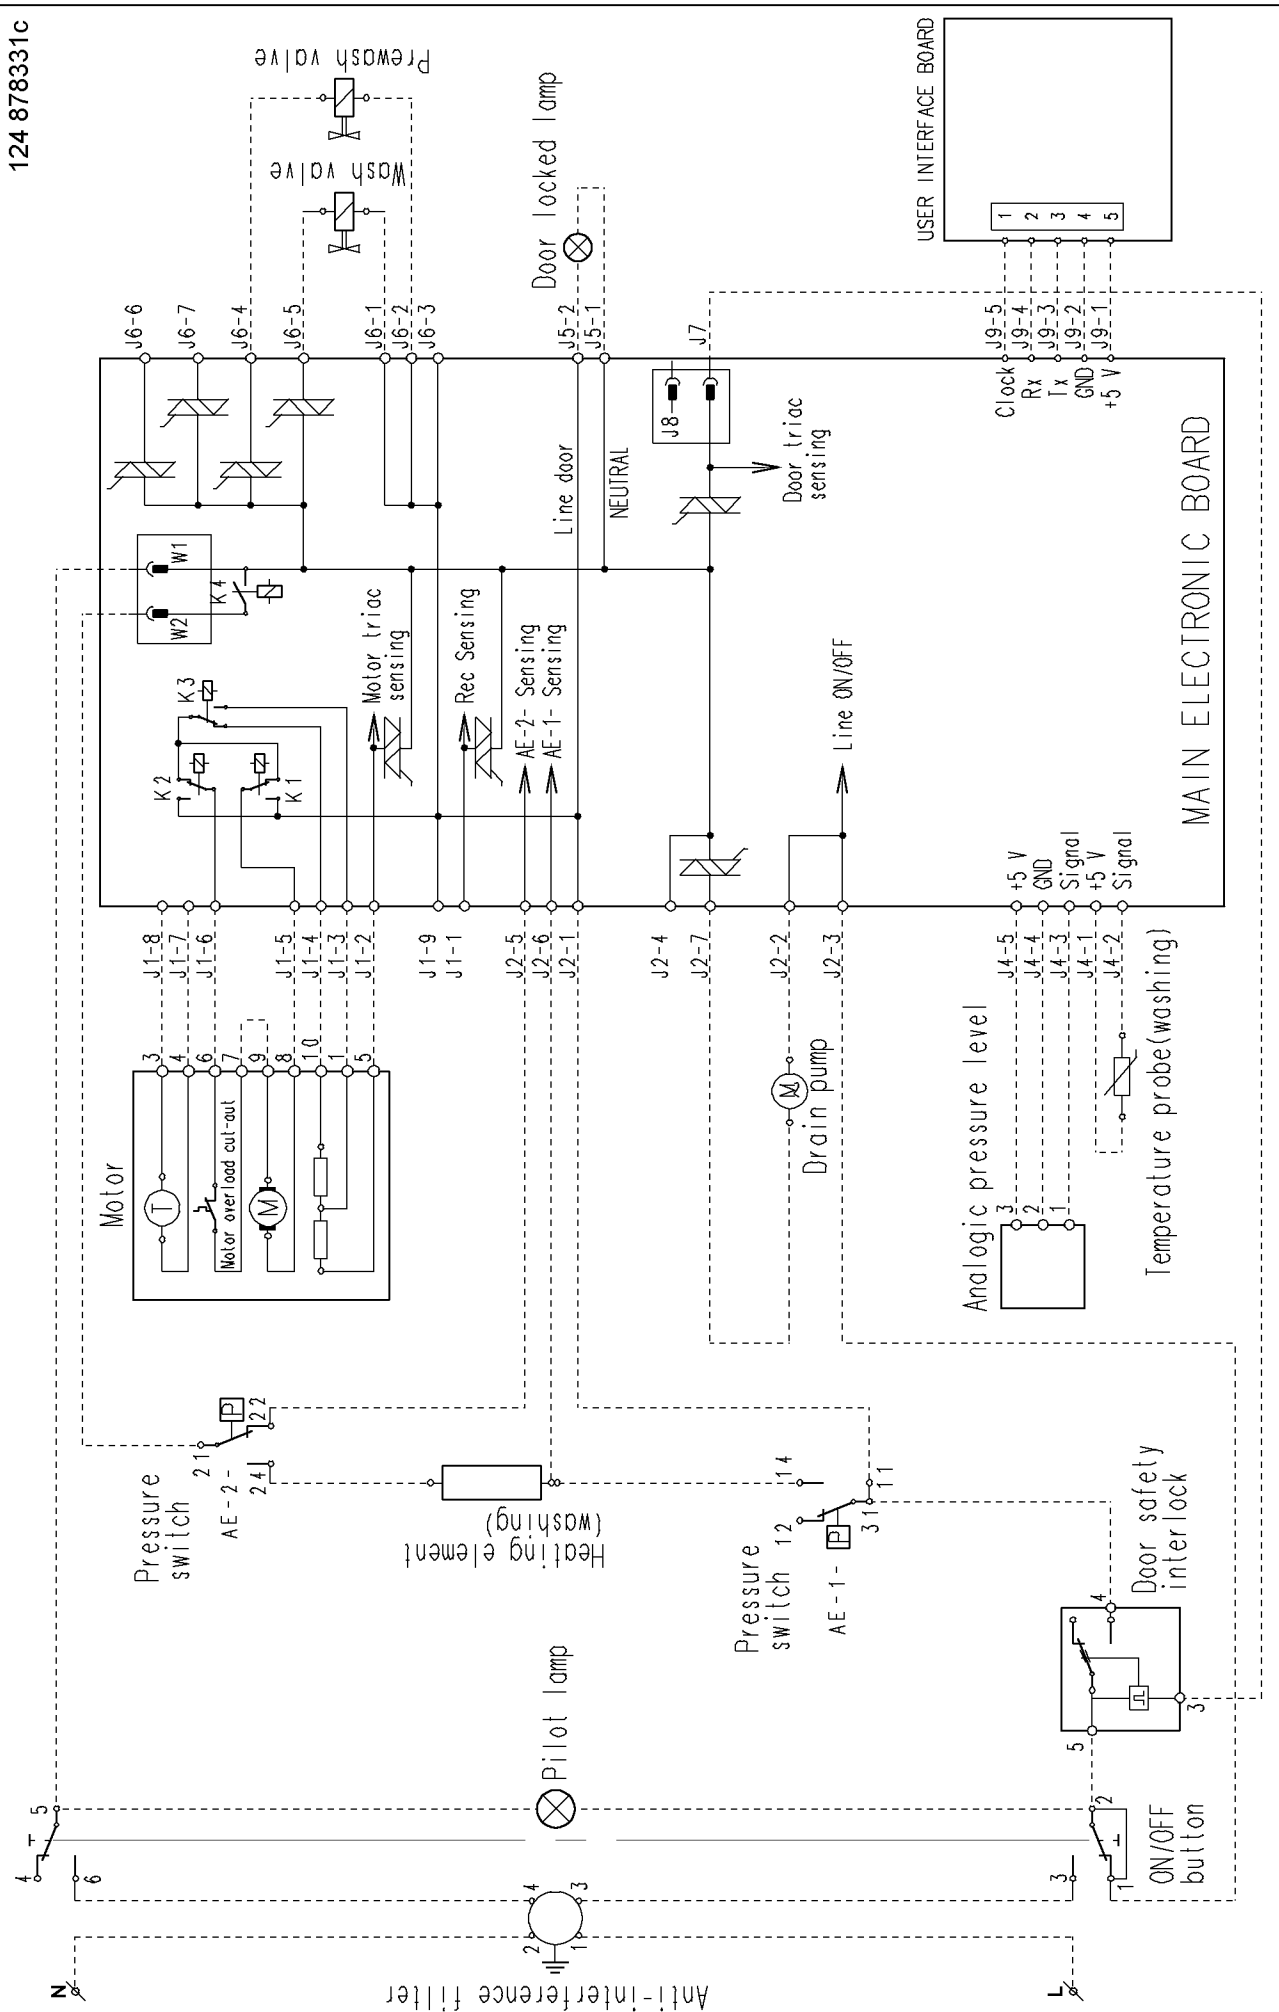 124 878331c
Prewash valve
Wash valve
Door locked lamp
USER INTERFACE BOARD
1
2
3
4
5
J6-6
J6-7
J6-4
J6-5
J6-1
J6-2
J6-3
J5-2
J5-1
J7
J9-5
J9-4
J9-3
J9-2
J9-1
Clock
Rx
Tx
GND
+5 V
J8
Line door
NEUTRAL
Door triac
sensing
W1
W2
K4
K3
K2
K1
Motor triac
sensing
Rec Sensing
AE-2- Sensing
AE-1- Sensing
Line ON/OFF
MAIN ELECTRONIC BOARD
+5 V
GND
Signal
+5 V
Signal
J1-8
J1-7
J1-6
J1-5
J1-4
J1-3
J1-2
J1-9
J1-1
J2-5
J2-6
J2-1
J2-4
J2-7
J2-2
J2-3
J4-5
J4-4
J4-3
J4-1
J4-2
3
4
6
7
9
8
10
1
5
Motor
T
Motor overload cut-out
M
M
Drain pump
Analogic pressure level
3
2
1
Temperature probe(washing)
Pressure
switch
AE-2-
P
21
22
24
Heating element
(washing)
Pressure
switch
AE-1-
P
12
14
11
31
Door safety
interlock
4
3
5
Pilot lamp
5
4
6
2
3
1
ON/OFF
button
4
3
2
1
N
L
Anti-interference filter